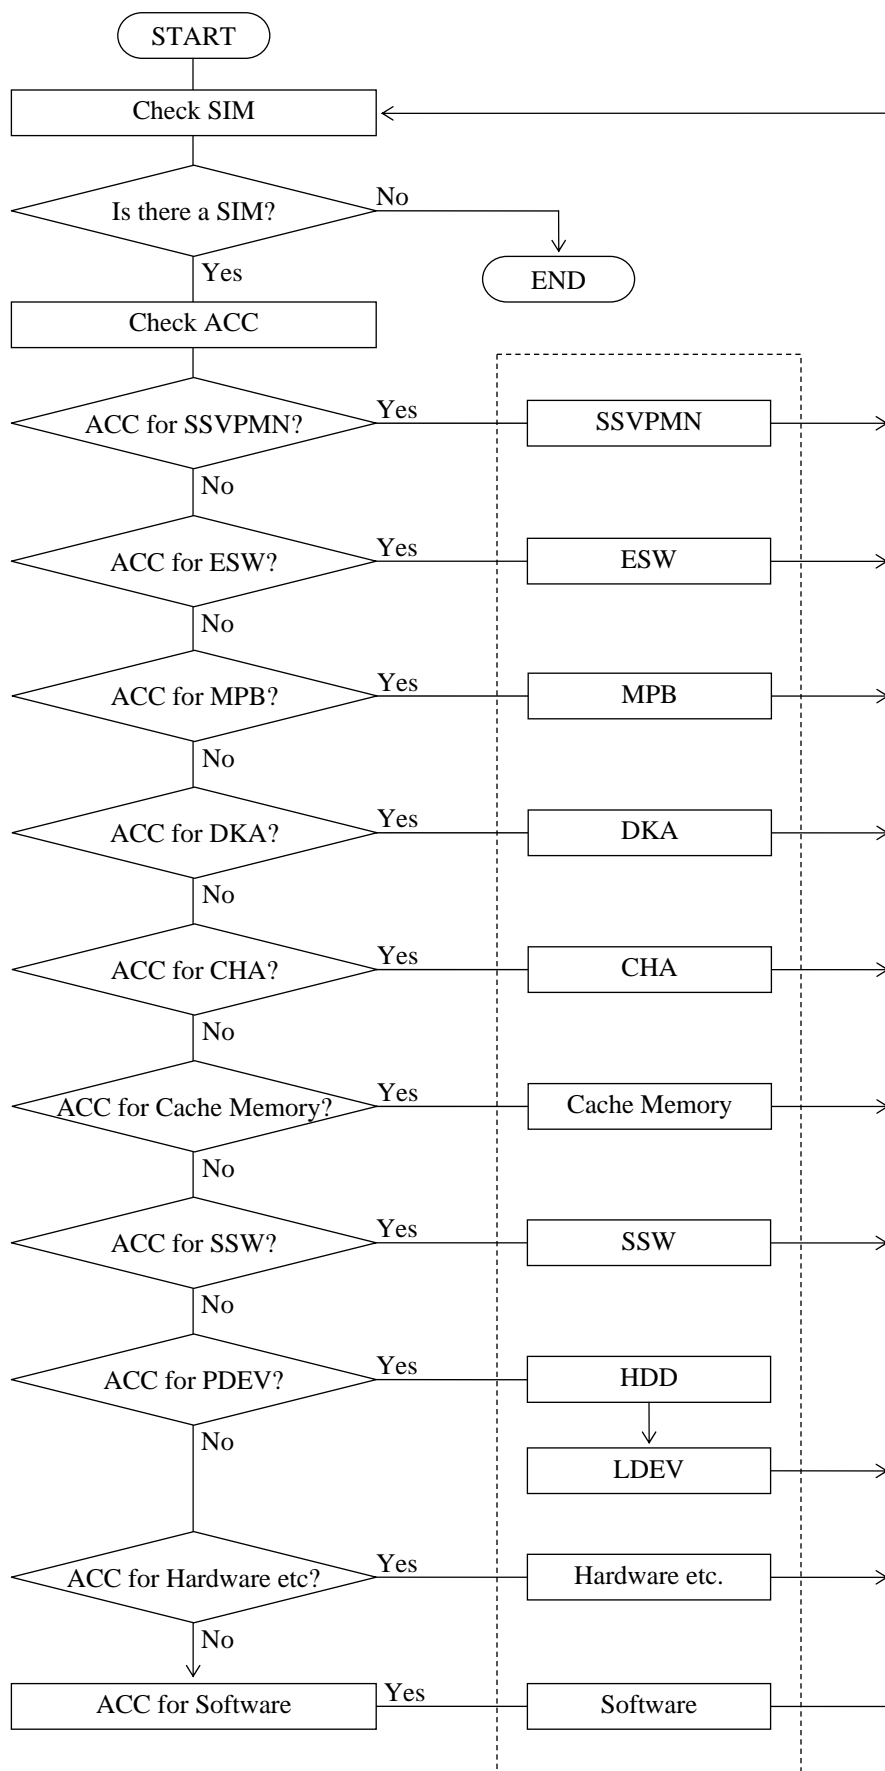 START
Check SIM
Is there a SIM?
No
END
Yes
Check ACC
ACC for SSVPMN?
Yes
SSVPMN
No
ACC for ESW?
Yes
ESW
No
ACC for MPB?
Yes
MPB
No
ACC for DKA?
Yes
DKA
No
ACC for CHA?
Yes
CHA
No
ACC for Cache Memory?
Yes
Cache Memory
No
ACC for SSW?
Yes
SSW
No
ACC for PDEV?
Yes
HDD
No
LDEV
ACC for Hardware etc?
Yes
Hardware etc.
No
ACC for Software
Yes
Software